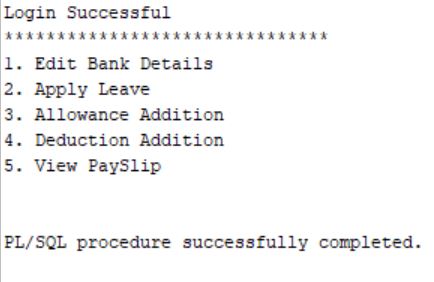 Login Successful
*******************************
1. Edit Bank Details
2. Apply Leave
3. Allowance Addition
4. Deduction Addition
5. View PaySlip
PL/SQL procedure successfully completed.